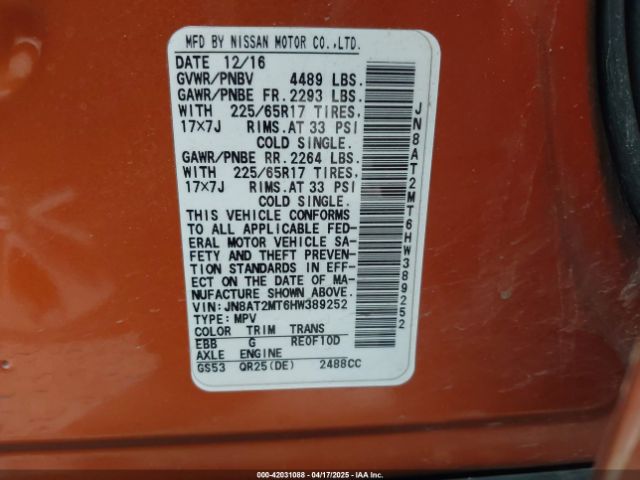 MFD BY NISSAN MOTOR CO.,LTD.
DATE 12/16
GVWR/PNBV 4489 LBS.
GAWR/PNBE FR. 2293 LBS.
WITH 225/65R17 TIRES,
17×7J RIMS.AT 33 PSI
COLD SINGLE.
GAWR/PNBE RR. 2264 LBS.
WITH 225/65R17 TIRES,
17×7J RIMS.AT 33 PSI
COLD SINGLE.
THIS VEHICLE CONFORMS
TO ALL APPLICABLE FED-
ERAL MOTOR VEHICLE SA-
FETY AND THEFT PREVEN-
TION STANDARDS IN EFF-
ECT ON THE DATE OF MA-
NUFACTURE SHOWN ABOVE.
VIN: JN8AT2MT6HW389252
TYPE: MPV
COLOR TRIM TRANS
EBB G RE0F10D
AXLE ENGINE
GS53 QR25(DE) 2488CC
JN8AT2MT6HW389252
000-42031088 - 04/17/2025 - IAAI.COM